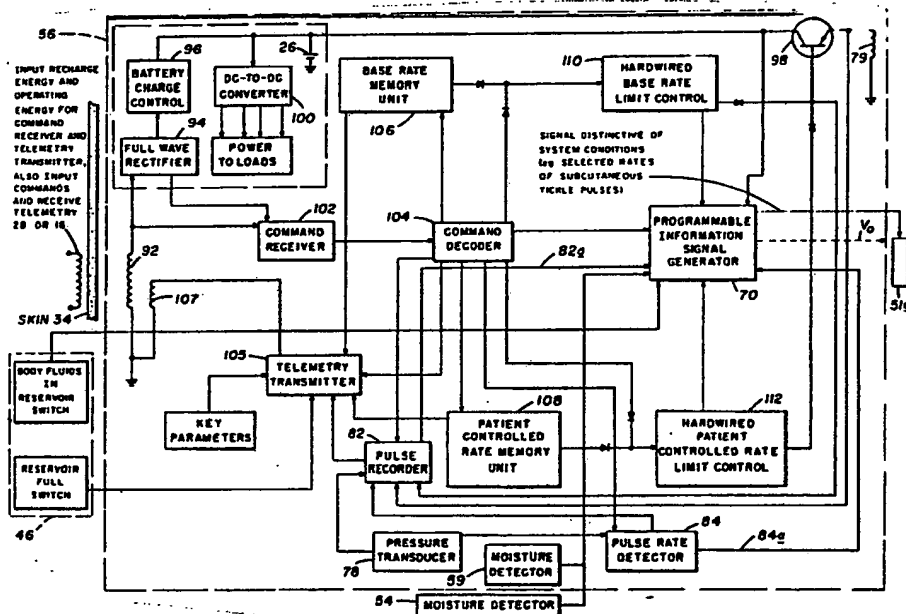 56
96
BATTERY
CHARGE
CONTROL
94
FULL WAVE
RECTIFIER
26
DC-TO-DC
CONVERTER
100
POWER
TO LOADS
INPUT RECHARGE
ENERGY AND
OPERATING
ENERGY FOR
COMMAND
RECEIVER AND
TELEMETRY
TRANSMITTER,
ALSO INPUT
COMMANDS
AND RECEIVE
TELEMETRY
28 OR 16
SKIN 34
92
107
BASE RATE
MEMORY
UNIT
106
110
HARDWIRED
BASE RATE
LIMIT CONTROL
98
79
SIGNAL DISTINCTIVE OF
SYSTEM CONDITIONS
SELECTED RATES
OF SUBCUTANEOUS
TICKLE PULSES)
102
COMMAND
RECEIVER
104
COMMAND
DECODER
82a
PROGRAMMABLE
INFORMATION
SIGNAL
GENERATOR
70
Vo
51g
BODY FLUIDS
IN
RESERVOIR
SWITCH
RESERVOIR
FULL SWITCH
46
105
TELEMETRY
TRANSMITTER
KEY
PARAMETERS
82
PULSE
RECORDER
108
PATIENT
CONTROLLED
RATE MEMORY
UNIT
112
HARDWIRED
PATIENT
CONTROLLED RATE
LIMIT CONTROL
PRESSURE
TRANSDUCER
78
MOISTURE
DETECTOR
59
84
PULSE RATE
DETECTOR
84a
54
MOISTURE DETECTOR